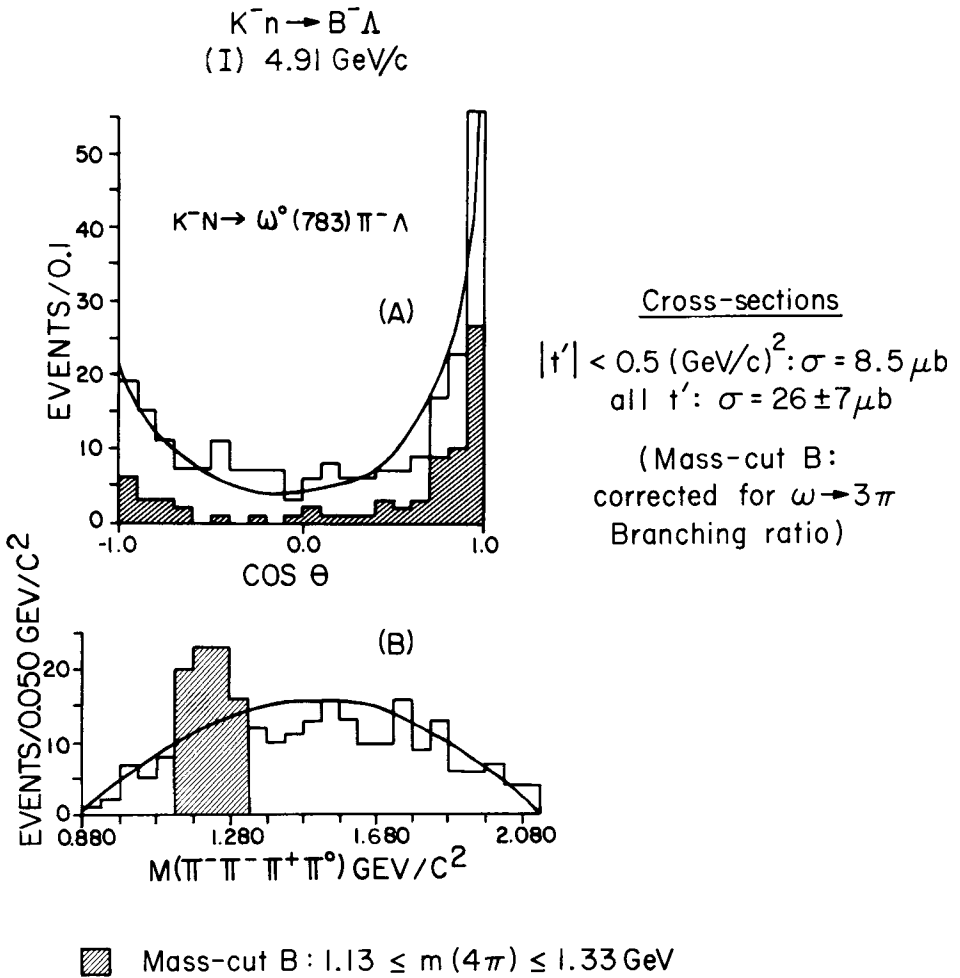 K⁻n → B⁻Λ
(I) 4.91 GeV/c
50
40
30
20
10
0
EVENTS/0.1
K⁻N → ω⁰(783)π⁻Λ
(A)
-1.0 0.0 1.0
COS θ
Cross-sections
|t′| < 0.5 (GeV/c)²: σ = 8.5 μb
all t′: σ = 26 ± 7 μb
(Mass-cut B:
corrected for ω → 3π
Branching ratio)
EVENTS/0.050 GEV/C²
20
10
0
(B)
0.880 1.280 1.680 2.080
M(π⁻π⁻π⁺π⁰) GEV/C²
Mass-cut B: 1.13 ≤ m(4π) ≤ 1.33 GeV